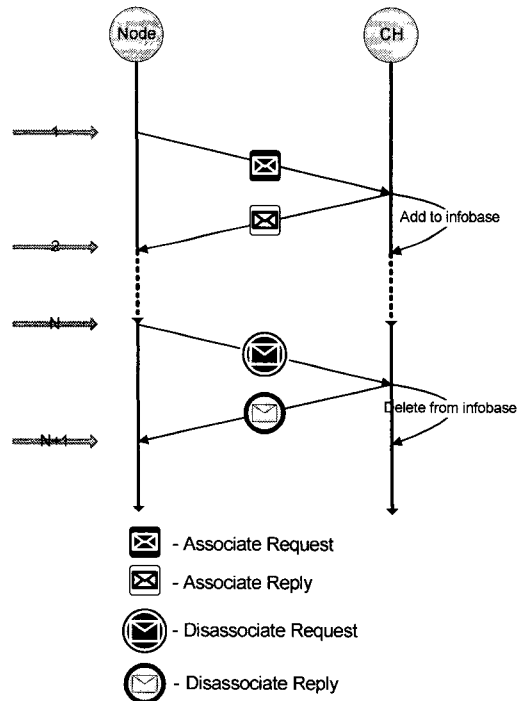 Node CH
1
Add to infobase
2
N
Delete from infobase
N+1
- Associate Request
- Associate Reply
- Disassociate Request
- Disassociate Reply